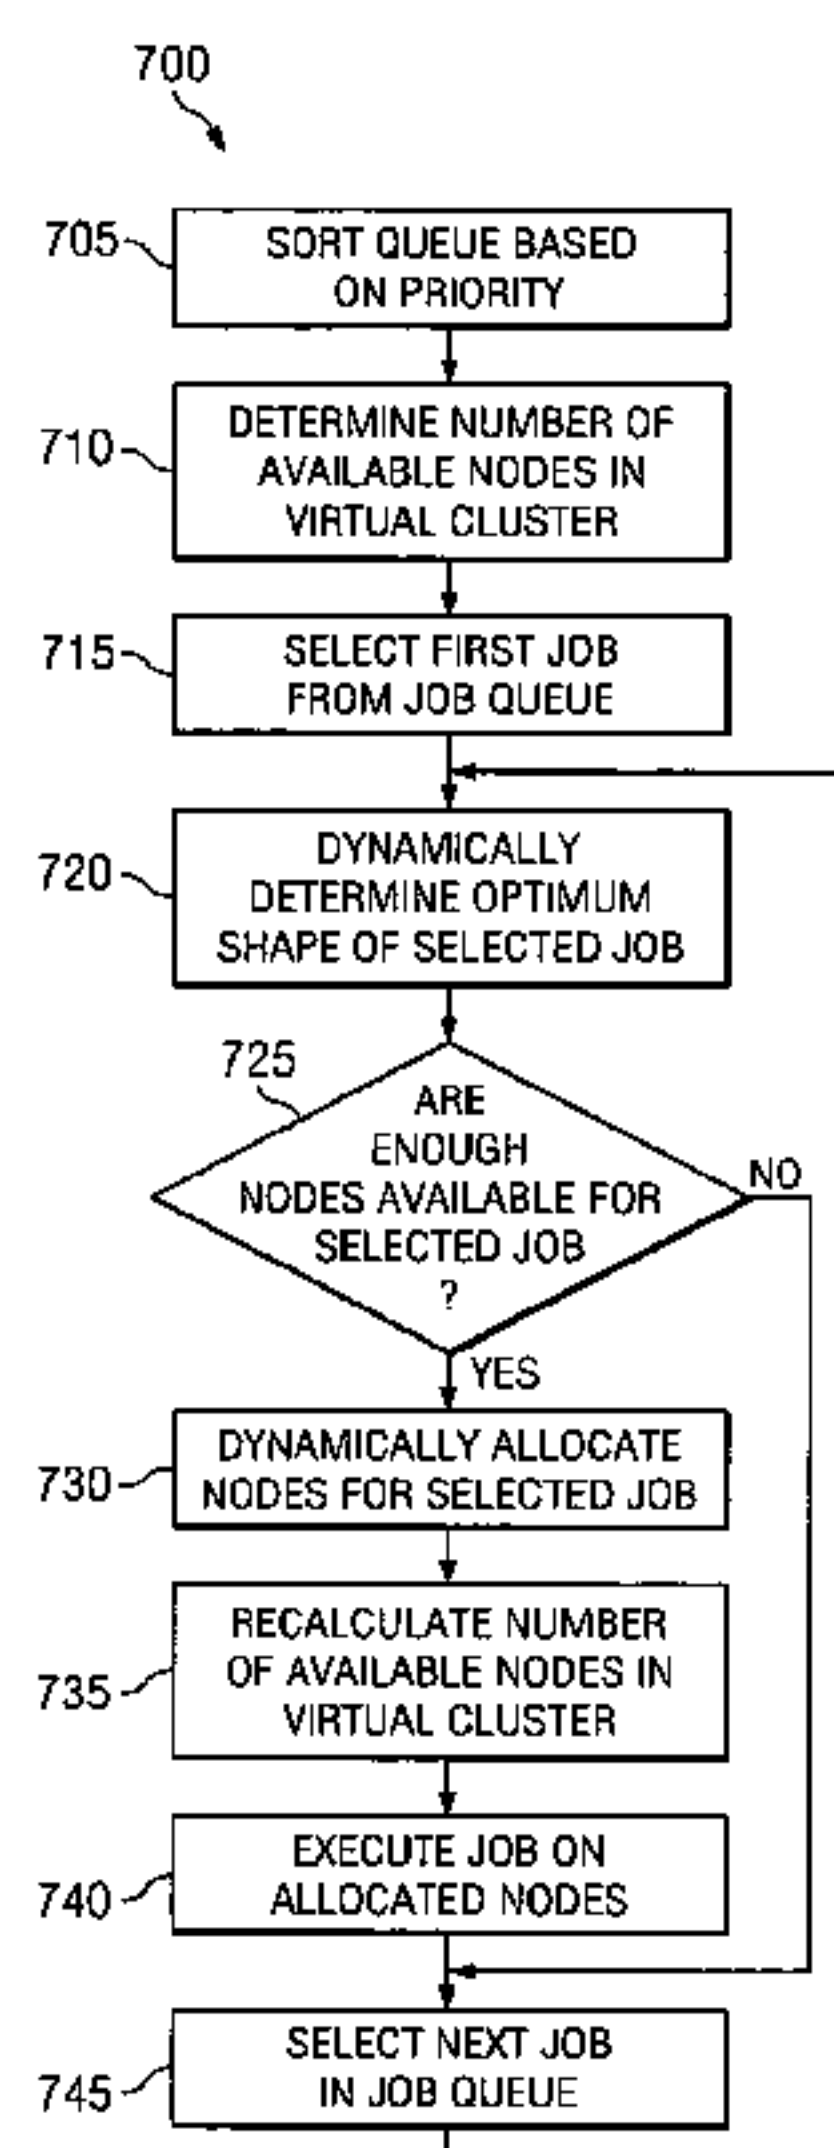 700
705
SORT QUEUE BASED
ON PRIORITY
710
DETERMINE NUMBER OF
AVAILABLE NODES IN
VIRTUAL CLUSTER
715
SELECT FIRST JOB
FROM JOB QUEUE
720
DYNAMICALLY
DETERMINE OPTIMUM
SHAPE OF SELECTED JOB
725
ARE
ENOUGH
NODES AVAILABLE FOR
SELECTED JOB
?
NO
YES
730
DYNAMICALLY ALLOCATE
NODES FOR SELECTED JOB
735
RECALCULATE NUMBER
OF AVAILABLE NODES IN
VIRTUAL CLUSTER
740
EXECUTE JOB ON
ALLOCATED NODES
745
SELECT NEXT JOB
IN JOB QUEUE